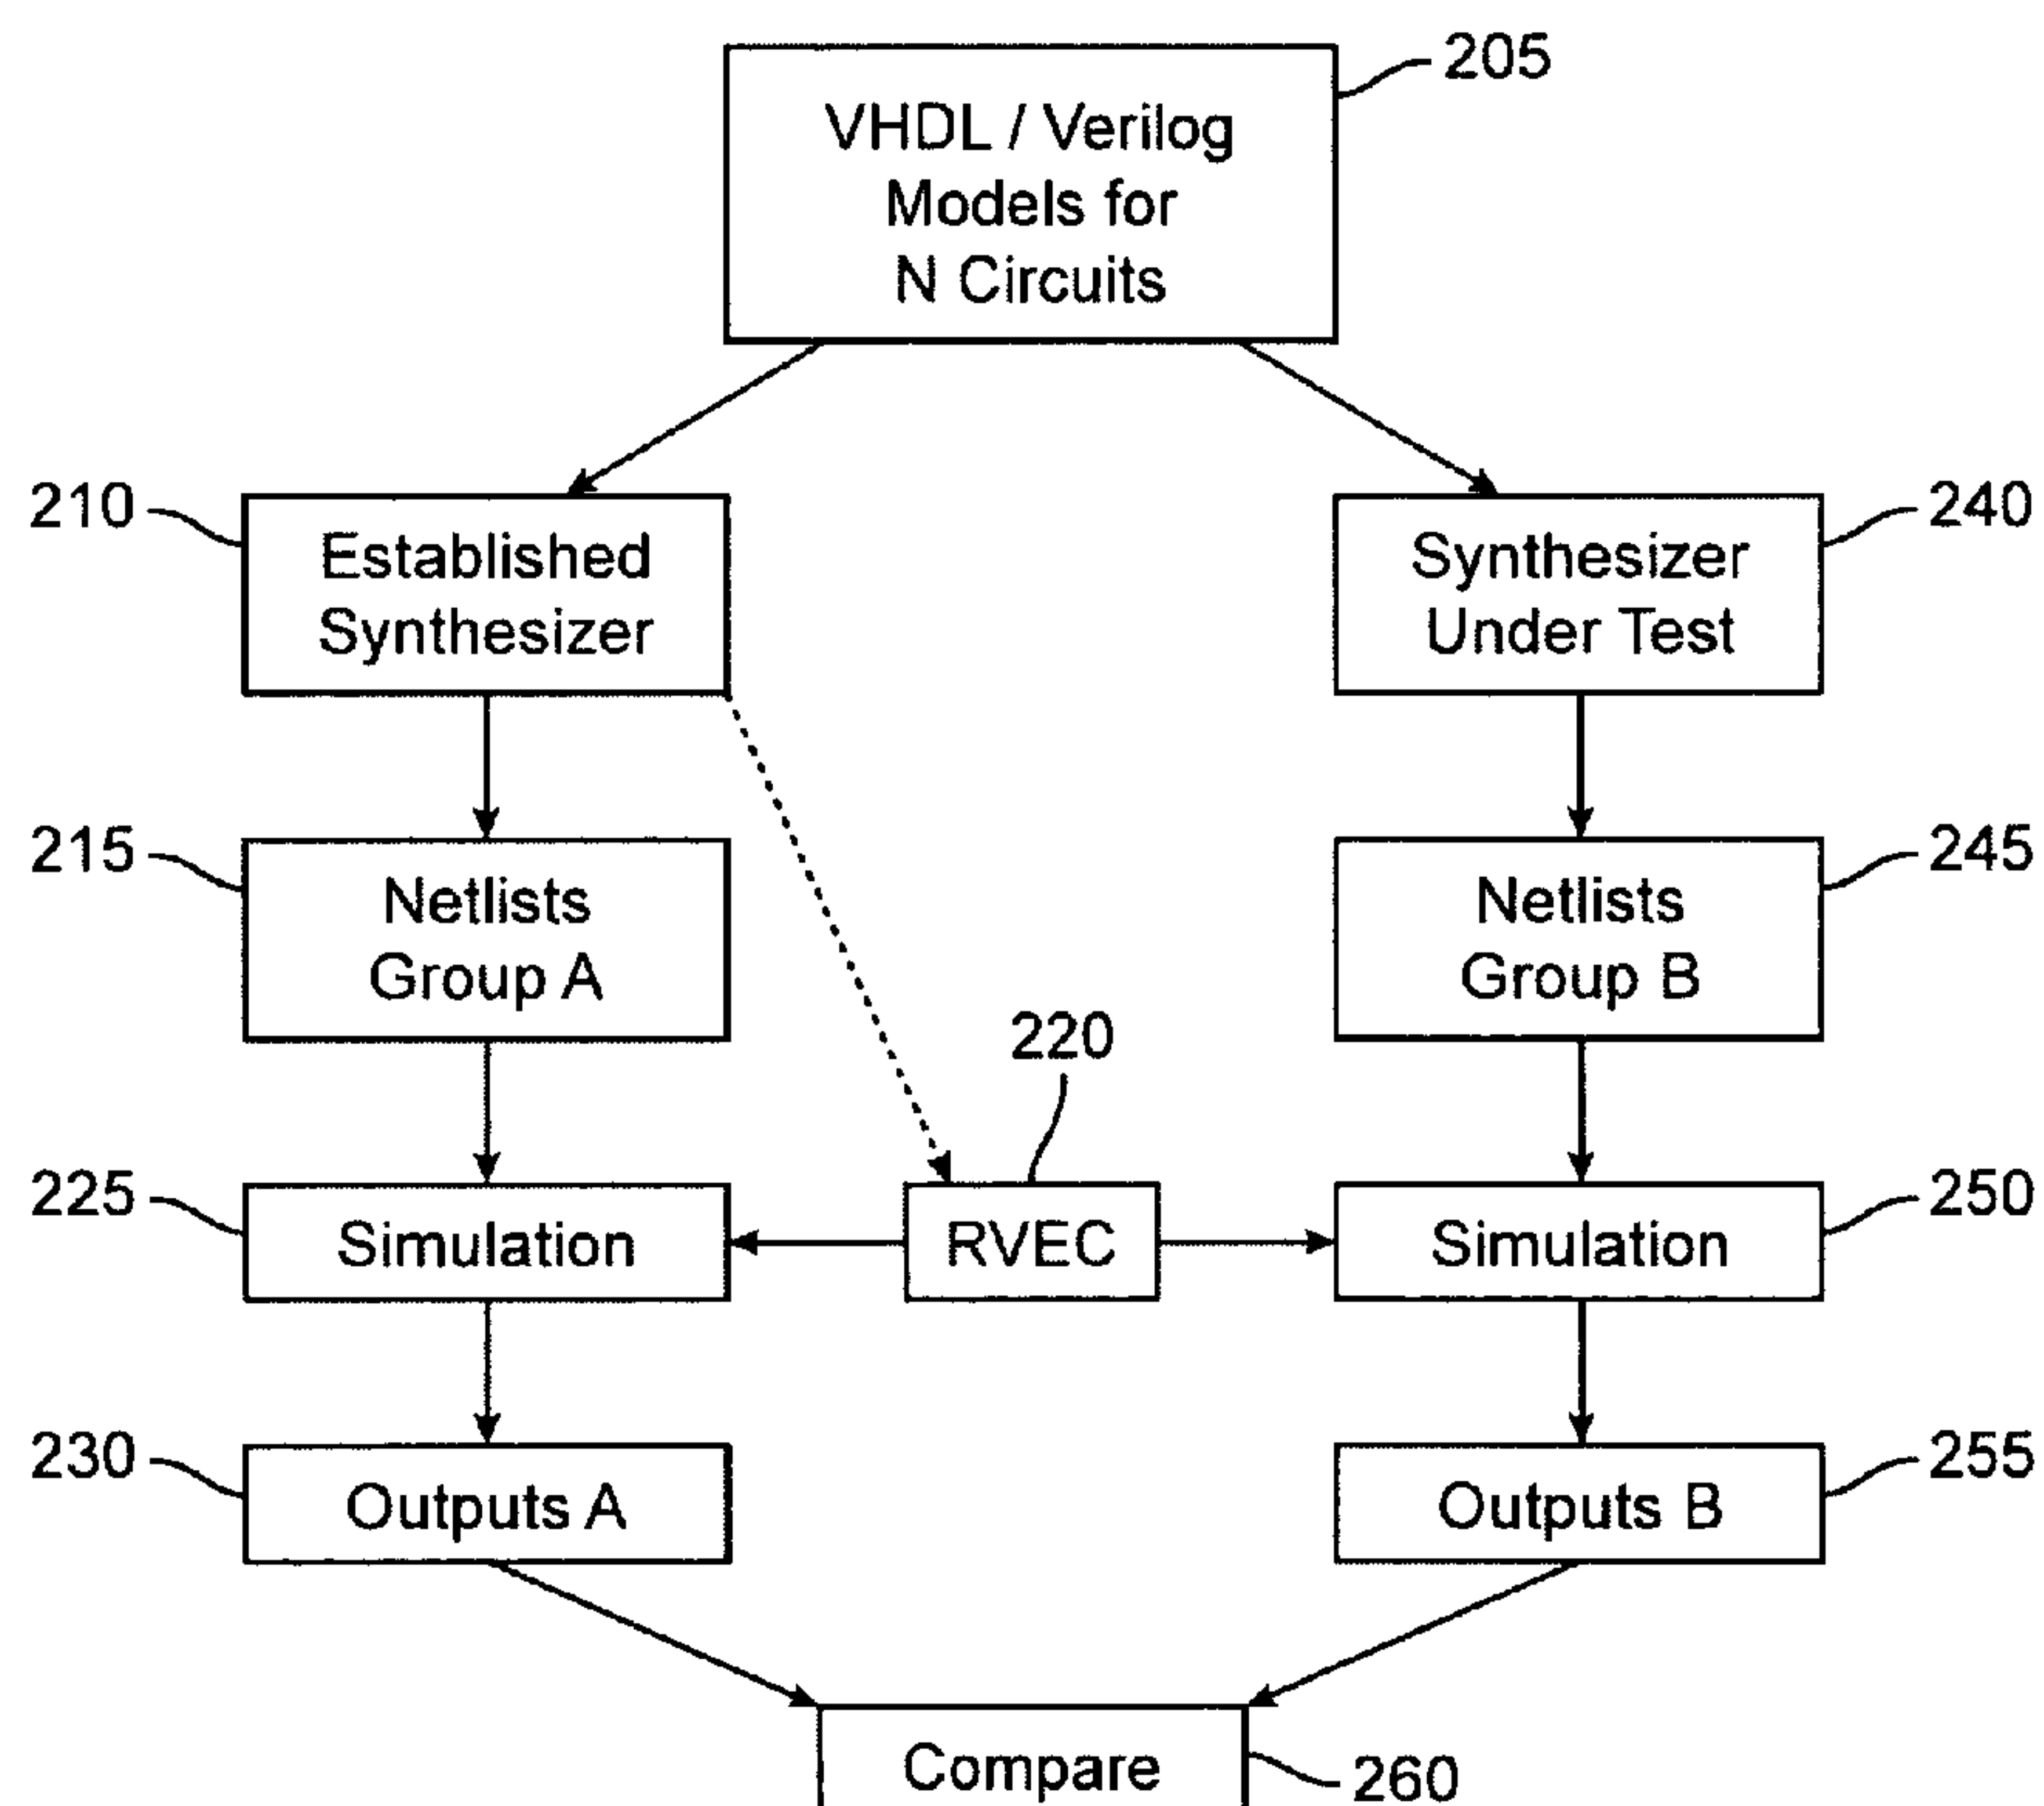 205
VHDL / Verilog
Models for
N Circuits
210
Established
Synthesizer
240
Synthesizer
Under Test
215
Netlists
Group A
245
Netlists
Group B
220
225
Simulation
RVEC
250
Simulation
230
Outputs A
255
Outputs B
Compare
260